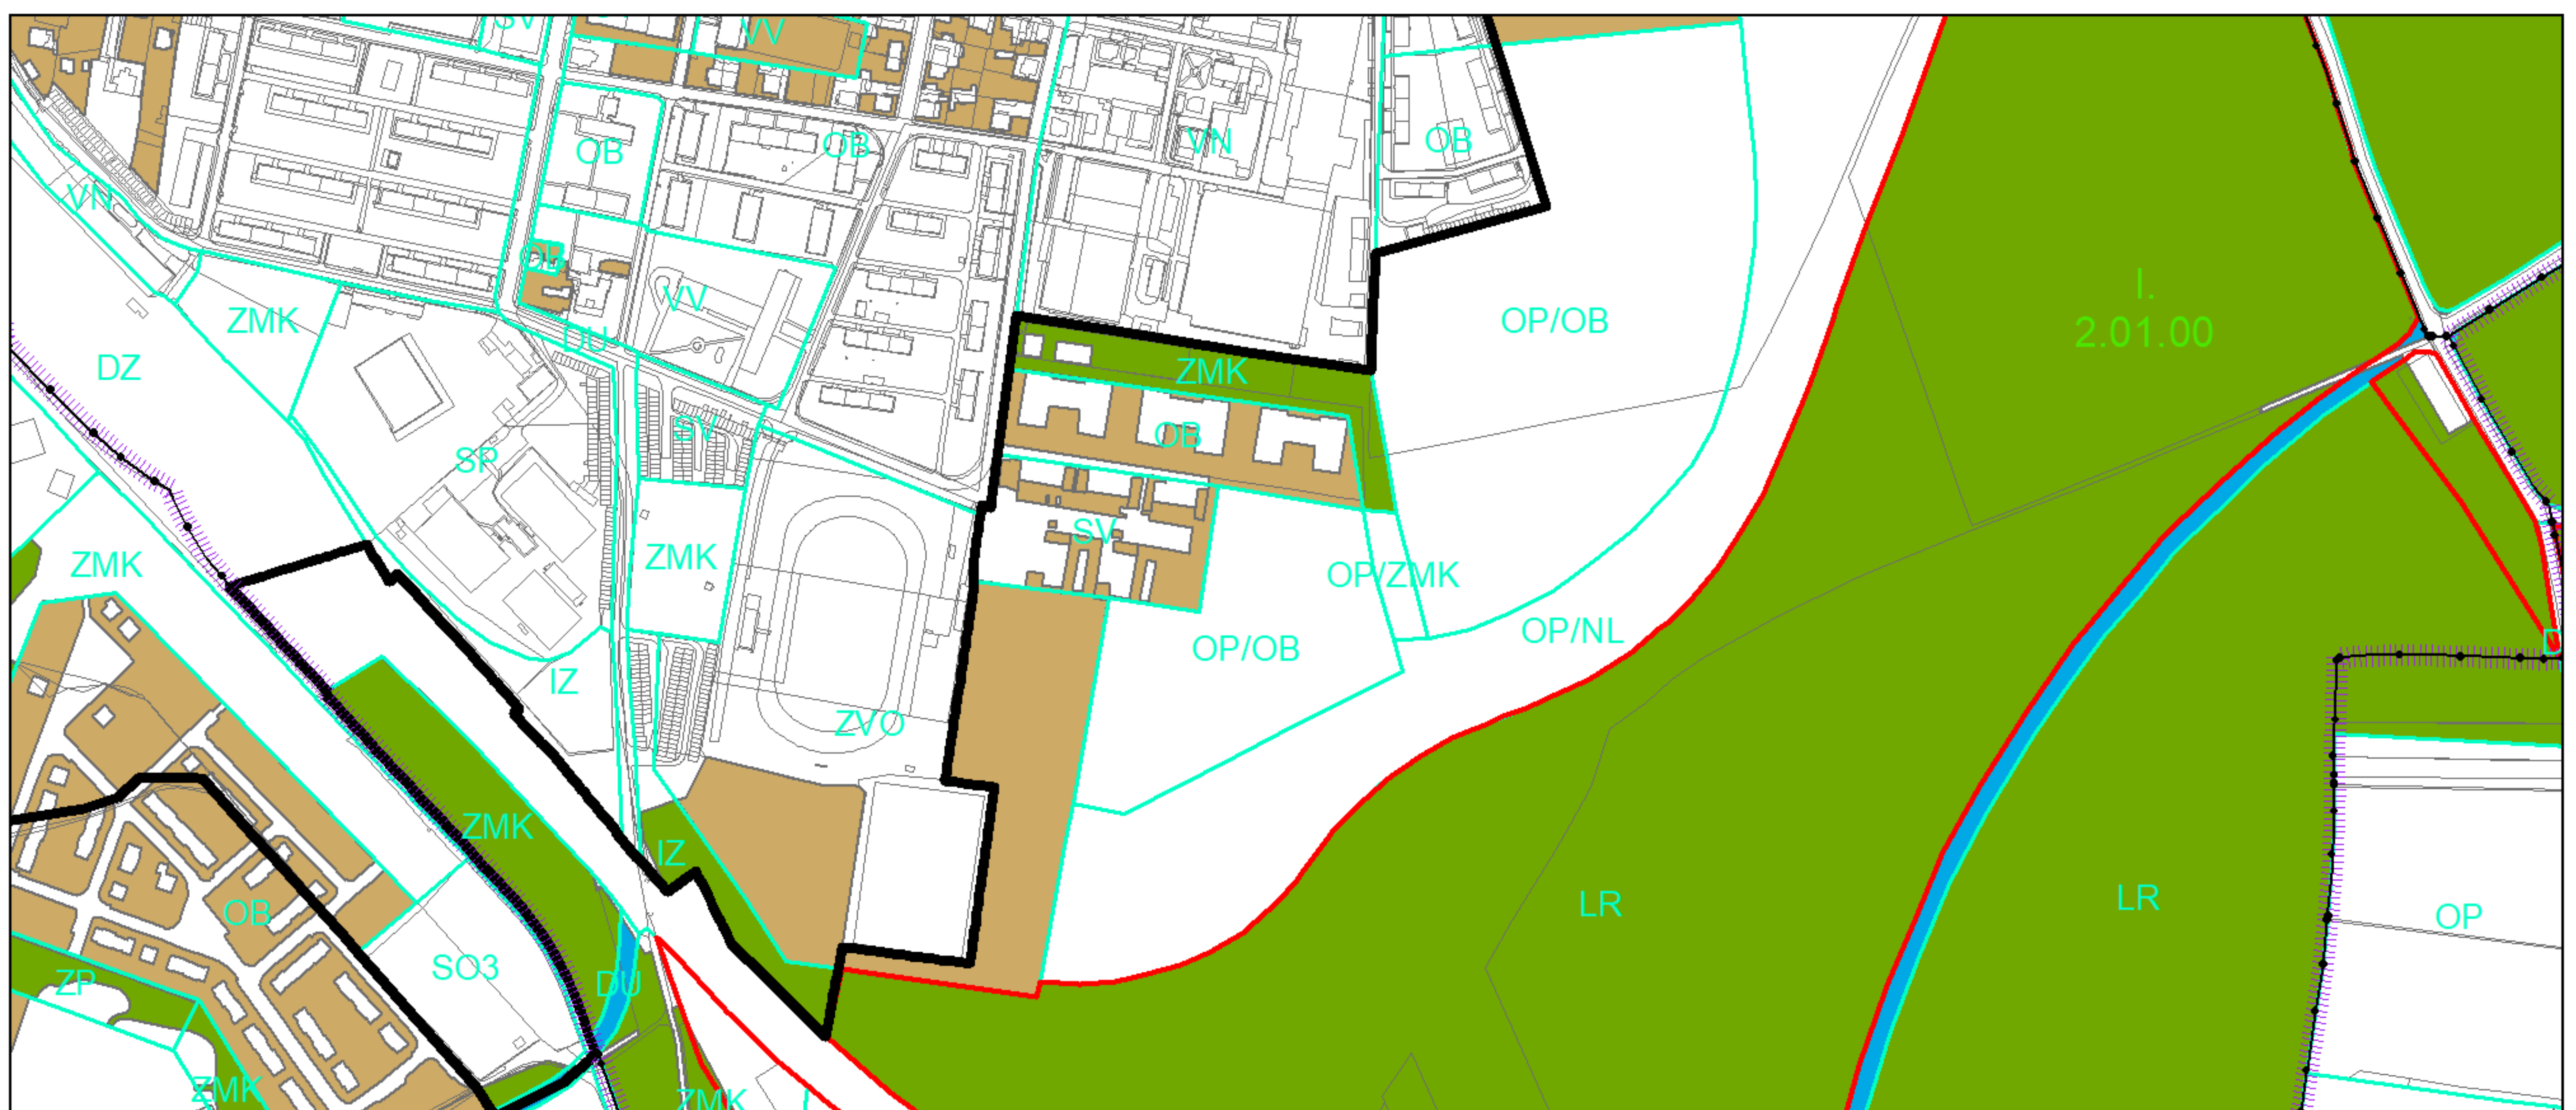 SV
VV
OB
OB
VN
OB
VN
OB
VV
ZMK
DU
I.
2.01.00
OP/OB
DZ
ZMK
SV
OB
SP
SV
ZMK
ZMK
OP/ZMK
OP/NL
OP/OB
IZ
ZVO
ZMK
IZ
LR
LR
OB
OP
SO3
ZP
DU
ZMK
ZMK